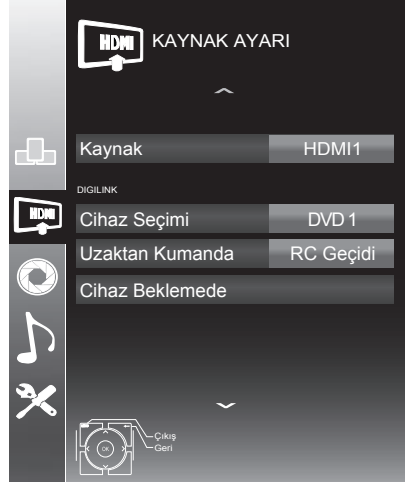 HDMI KAYNAK AYARI
Kaynak HDMI1
DIGILINK
HDMI
Cihaz Seçimi DVD 1
Uzaktan Kumanda RC Geçidi
Cihaz Beklemede
Çıkış
OK
Geri